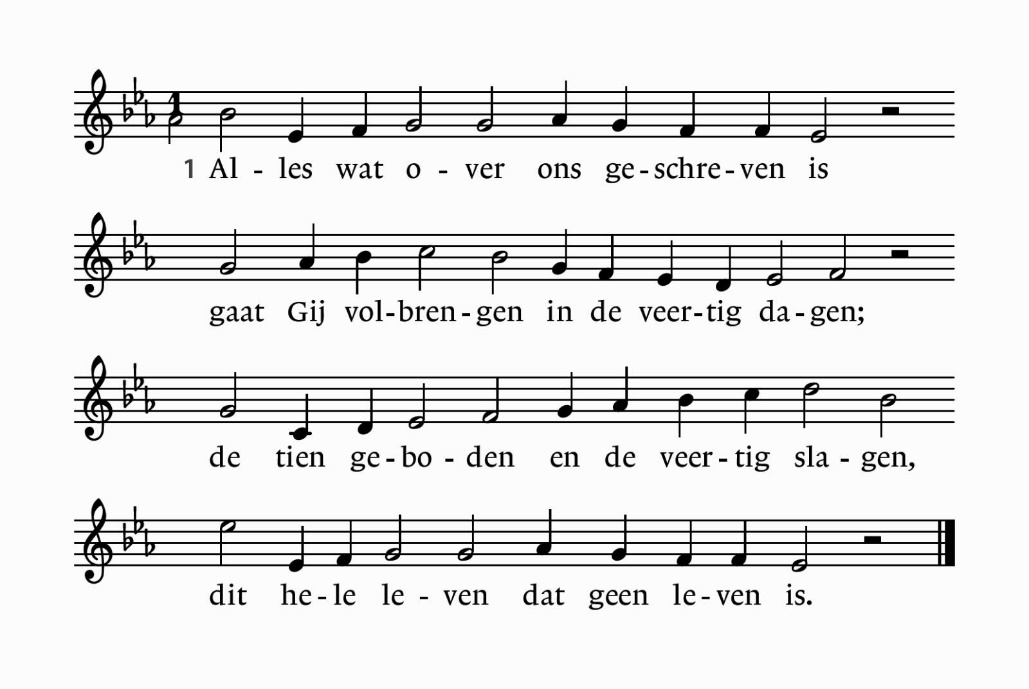 1
1 Al - les wat o - ver ons ge - schre - ven is
gaat Gij vol - bren - gen in de veer - tig da - gen;
de tien ge - bo - den en de veer - tig sla - gen,
dit he - le le - ven dat geen le - ven is.